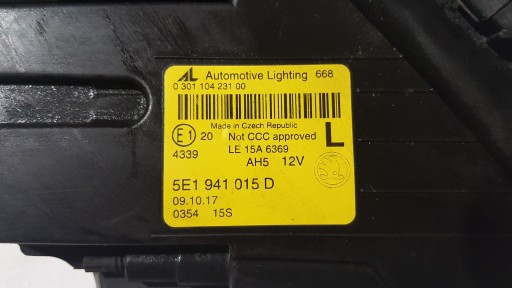 AL Automotive Lighting 668
0 301 104 231 00
Made in Czech Republic
E1 20 Not CCC approved L
4339 LE 15A 6369
AH5 12V
5E1 941 015 D
09.10.17
0354 15S